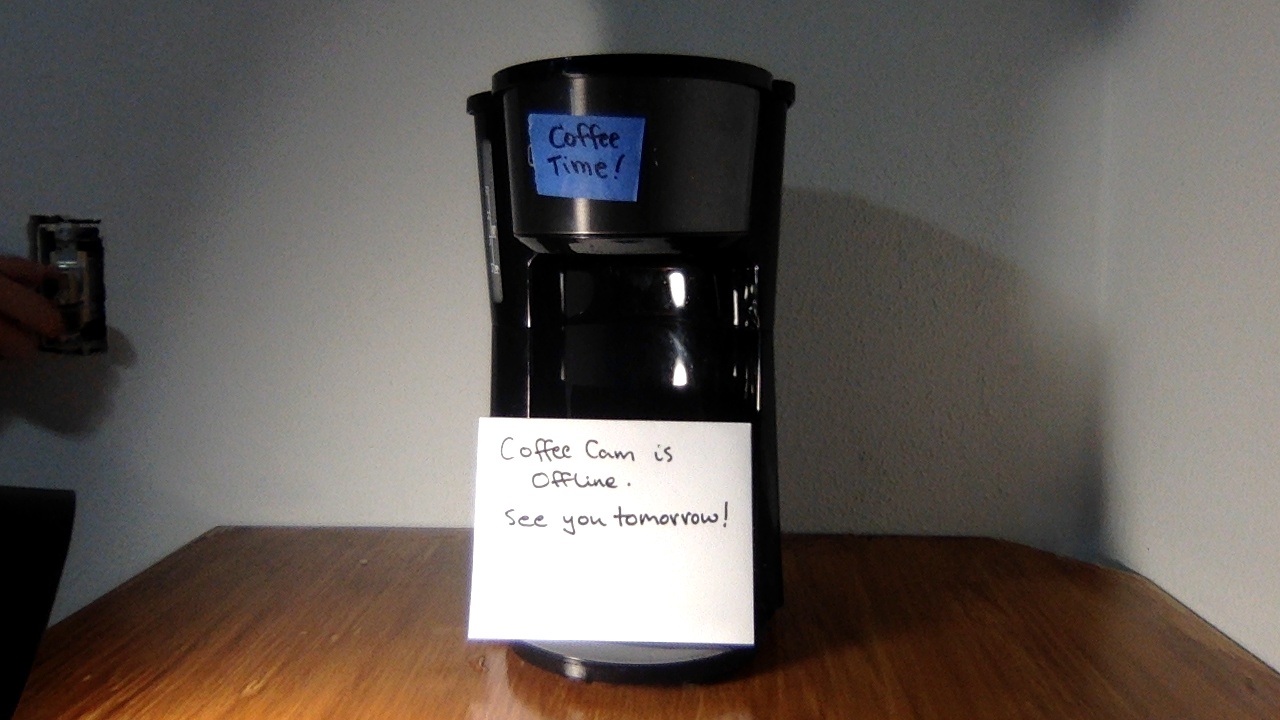 Coffee
Time!
Coffee Cam is
Offline.
See you tomorrow!